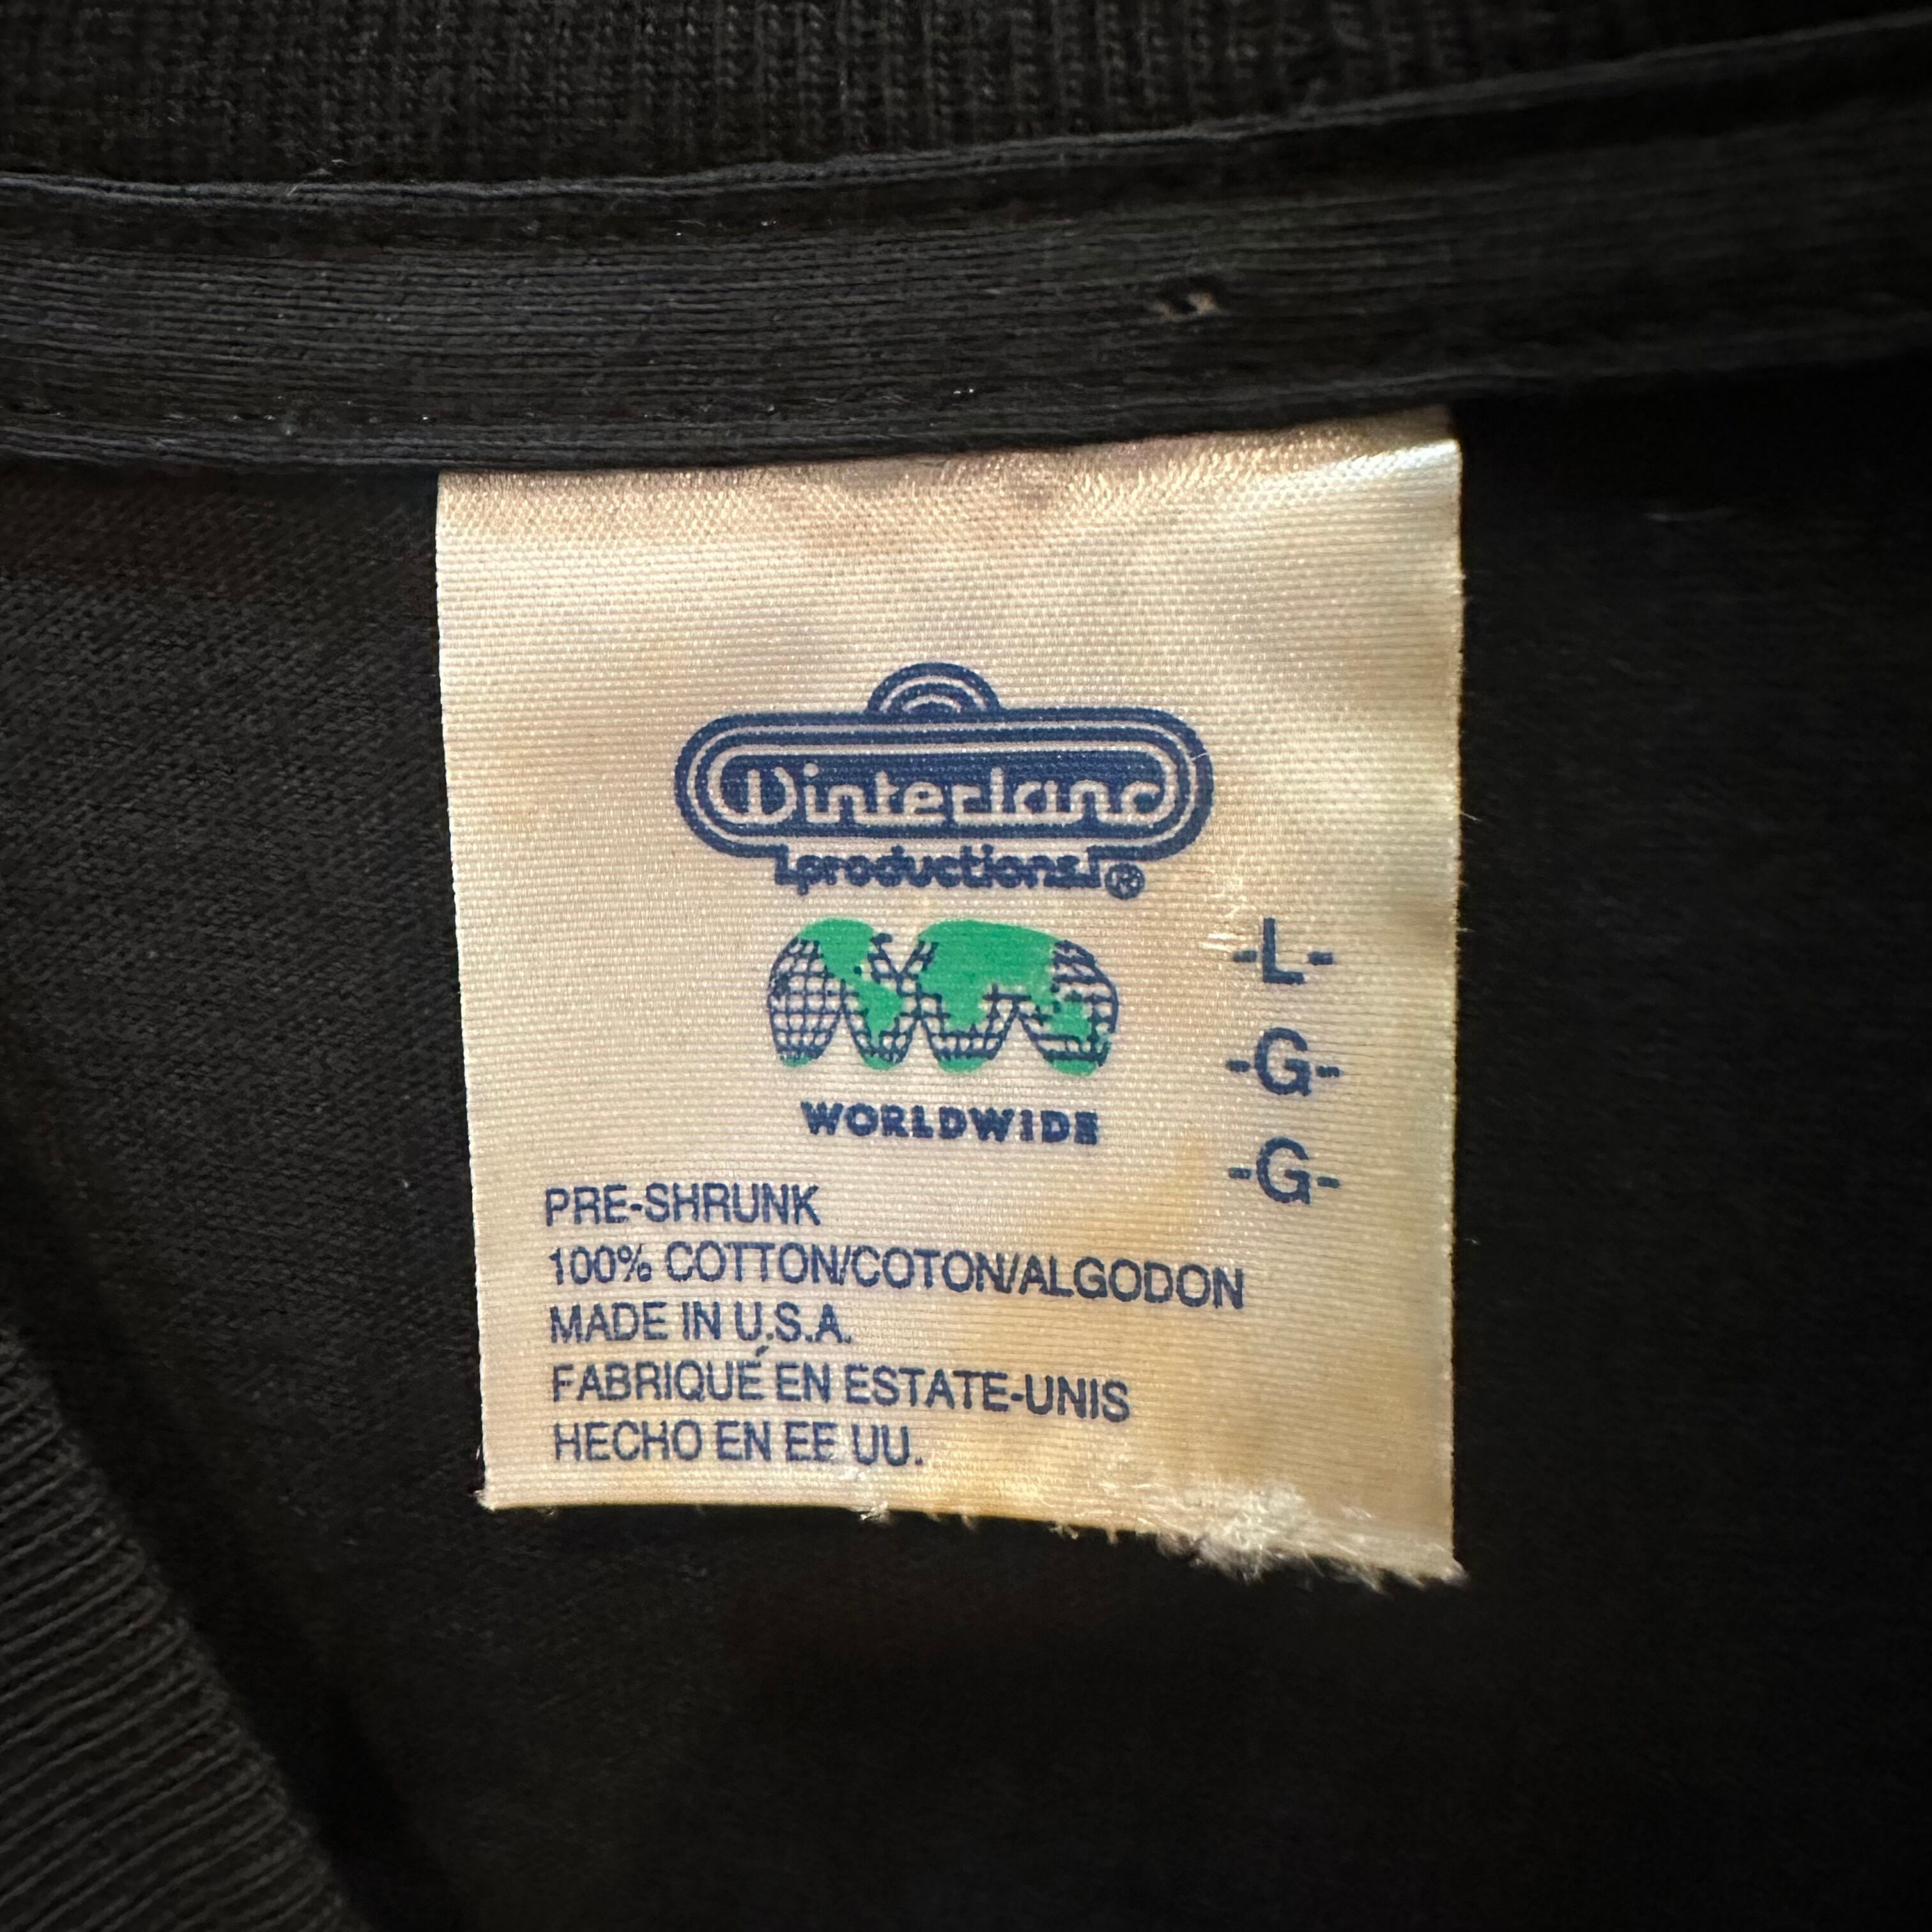 Winterland
productions ®
WORLDWIDE
-L-
-G-
-G-
PRE-SHRUNK
100% COTTON/COTON/ALGODON
MADE IN U.S.A.
FABRIQUÉ EN ESTATE-UNIS
HECHO EN EE UU.